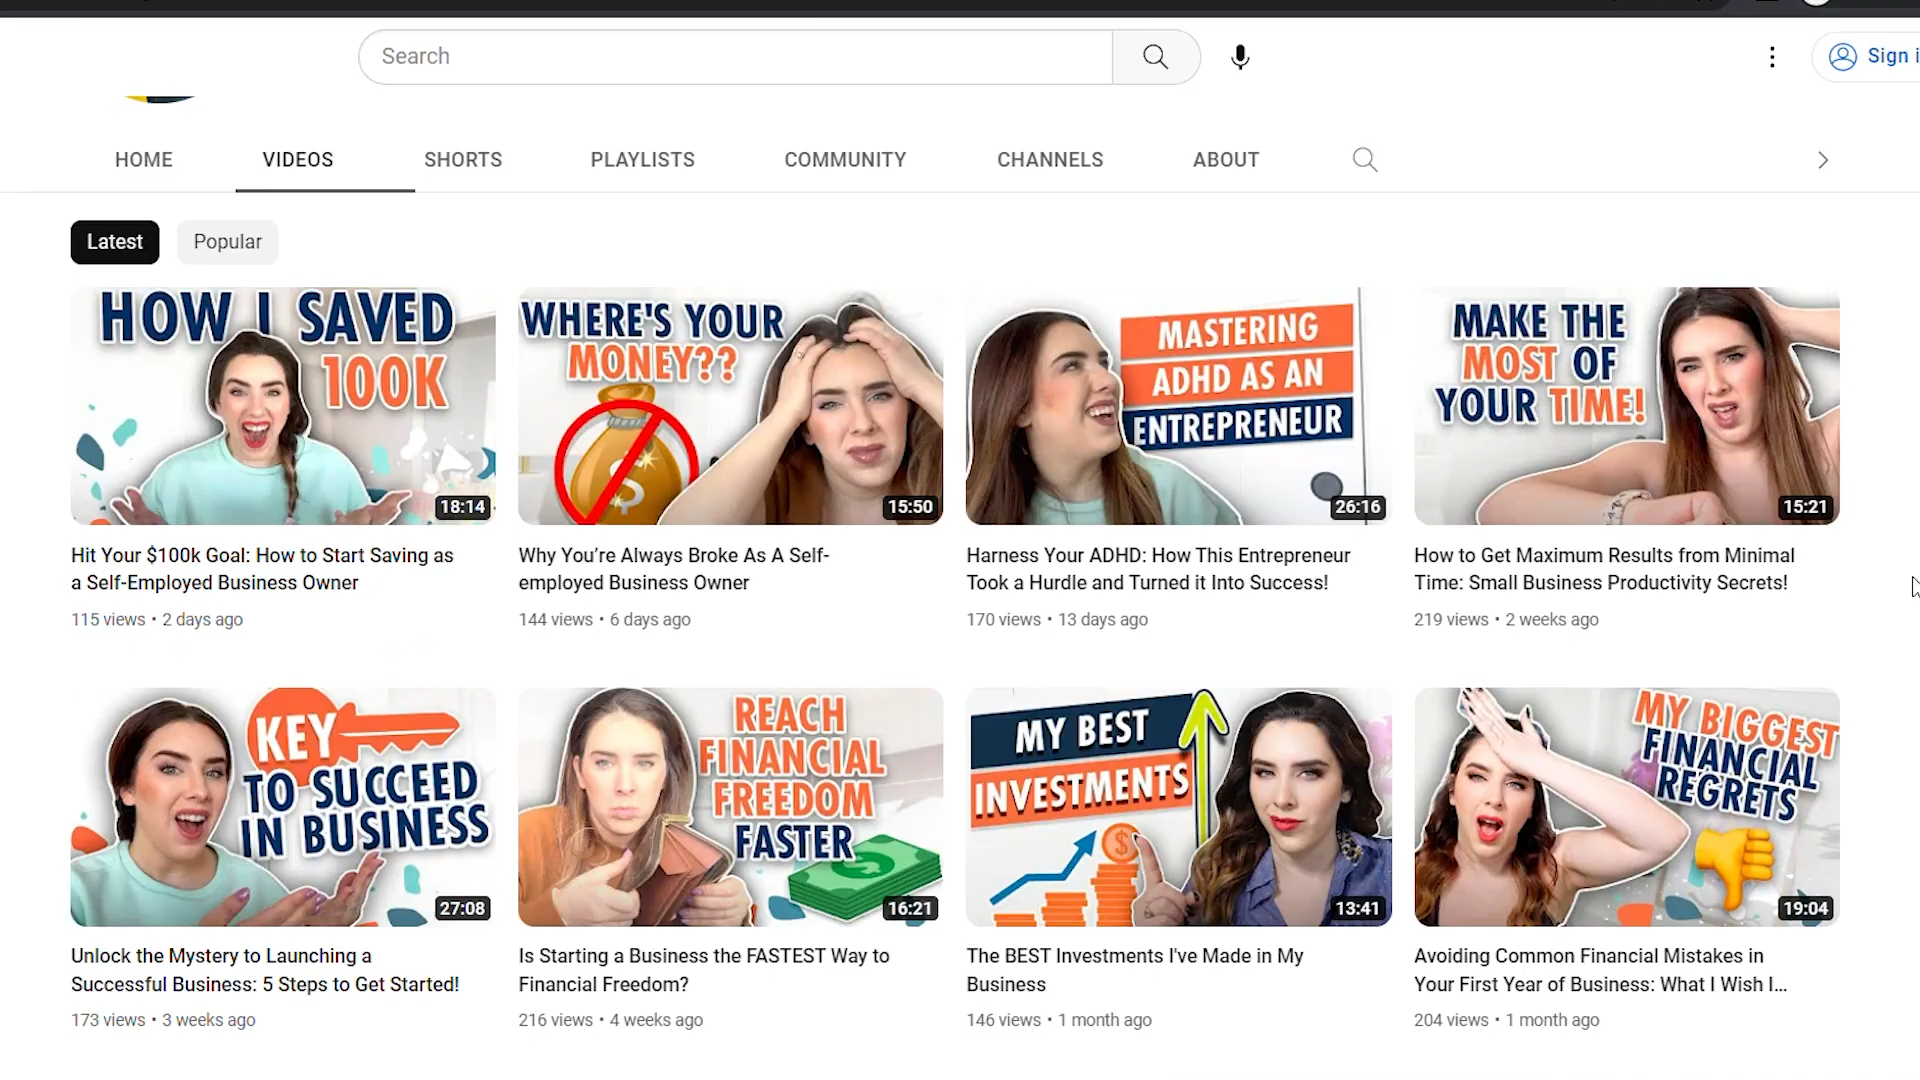 Search
Sign i
HOME
VIDEOS
SHORTS
PLAYLISTS
COMMUNITY
CHANNELS
ABOUT
Latest
Popular
HOW I SAVED
100K
18:14
WHERE'S YOUR
MONEY??
$
15:50
MASTERING
ADHD AS AN
ENTREPRENEUR
26:16
MAKE THE
MOST OF
YOUR TIME!
15:21
Hit Your $100k Goal: How to Start Saving as
a Self-Employed Business Owner
115 views • 2 days ago
Why You’re Always Broke As A Self-
employed Business Owner
144 views • 6 days ago
Harness Your ADHD: How This Entrepreneur
Took a Hurdle and Turned it Into Success!
170 views • 13 days ago
How to Get Maximum Results from Minimal
Time: Small Business Productivity Secrets!
219 views • 2 weeks ago
KEY
TO SUCCEED
IN BUSINESS
27:08
REACH
FINANCIAL
FREEDOM
FASTER
$
16:21
MY BEST
INVESTMENTS
$
13:41
MY BIGGEST
FINANCIAL
REGRETS
19:04
Unlock the Mystery to Launching a
Successful Business: 5 Steps to Get Started!
173 views • 3 weeks ago
Is Starting a Business the FASTEST Way to
Financial Freedom?
216 views • 4 weeks ago
The BEST Investments I've Made in My
Business
146 views • 1 month ago
Avoiding Common Financial Mistakes in
Your First Year of Business: What I Wish I...
204 views • 1 month ago